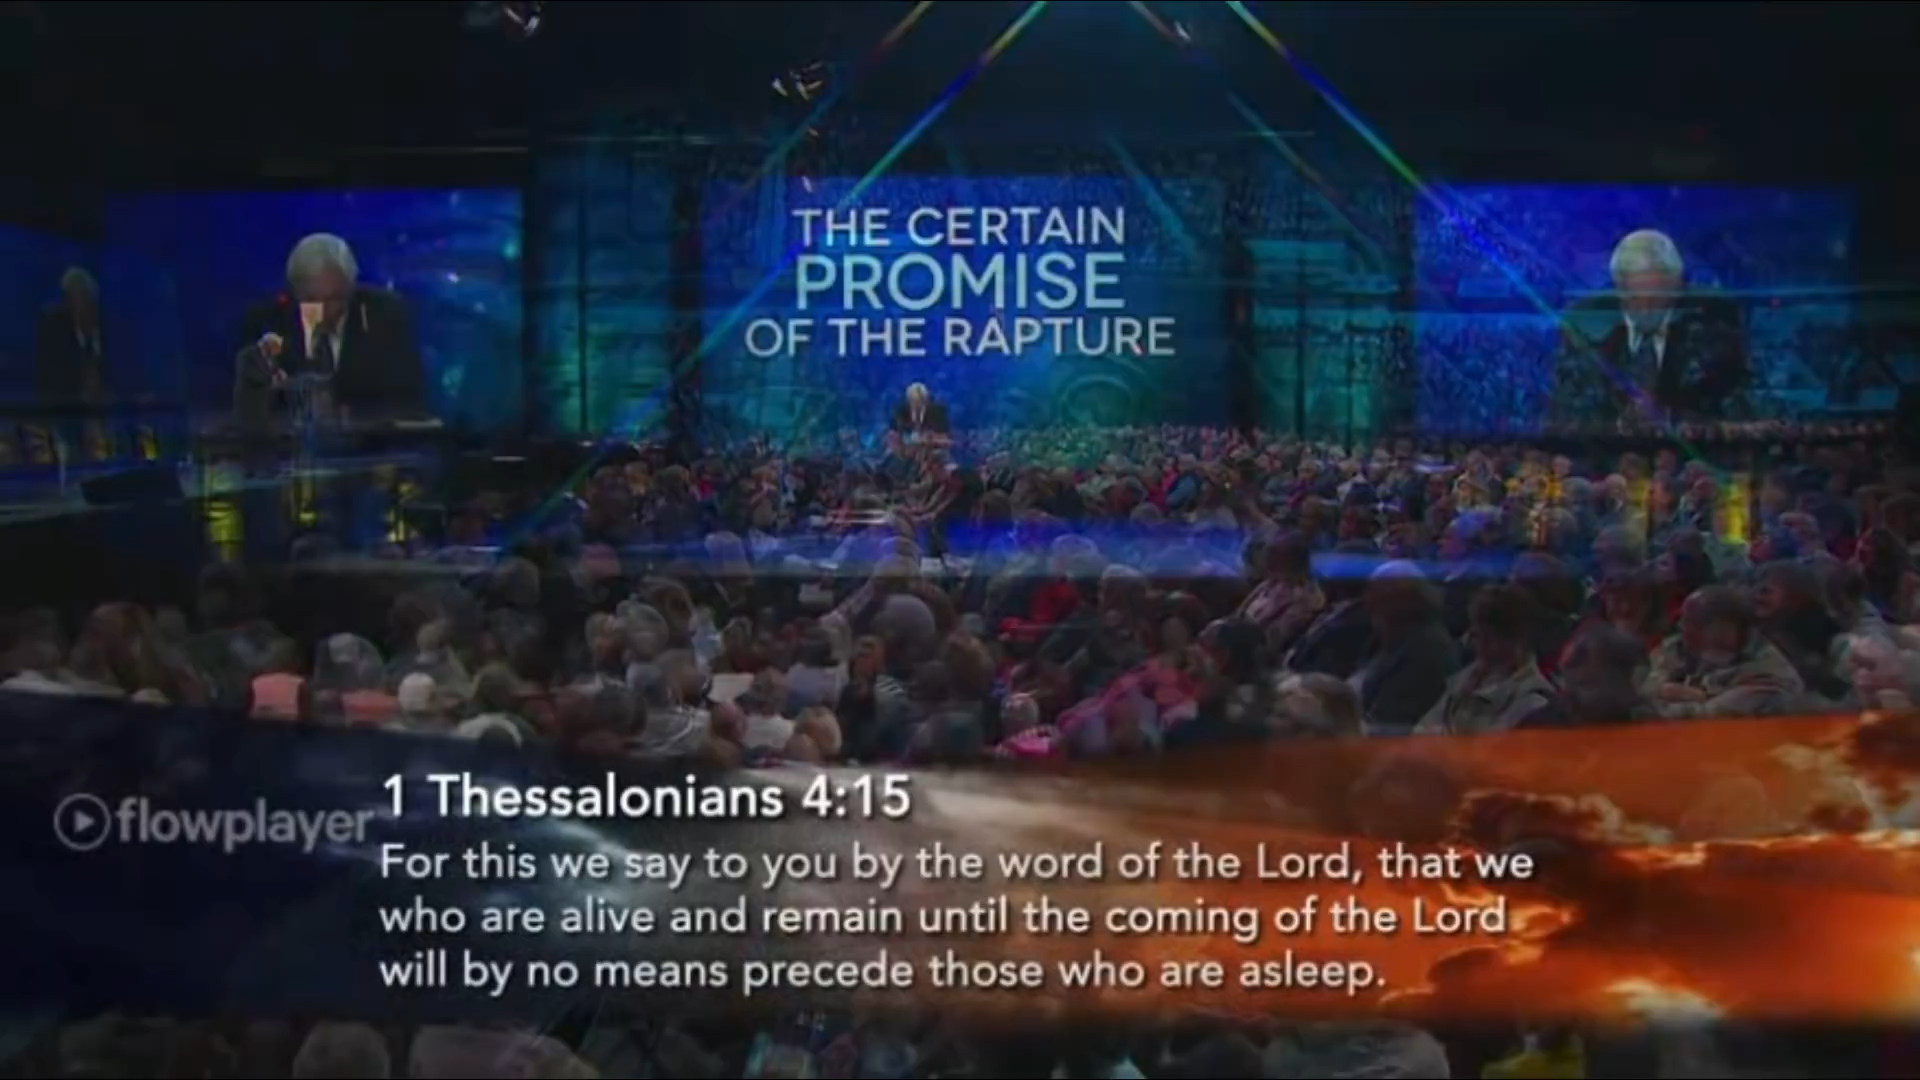 THE CERTAIN
PROMISE
OF THE RAPTURE
flowplayer
1 Thessalonians 4:15
For this we say to you by the word of the Lord, that we
who are alive and remain until the coming of the Lord
will by no means precede those who are asleep.